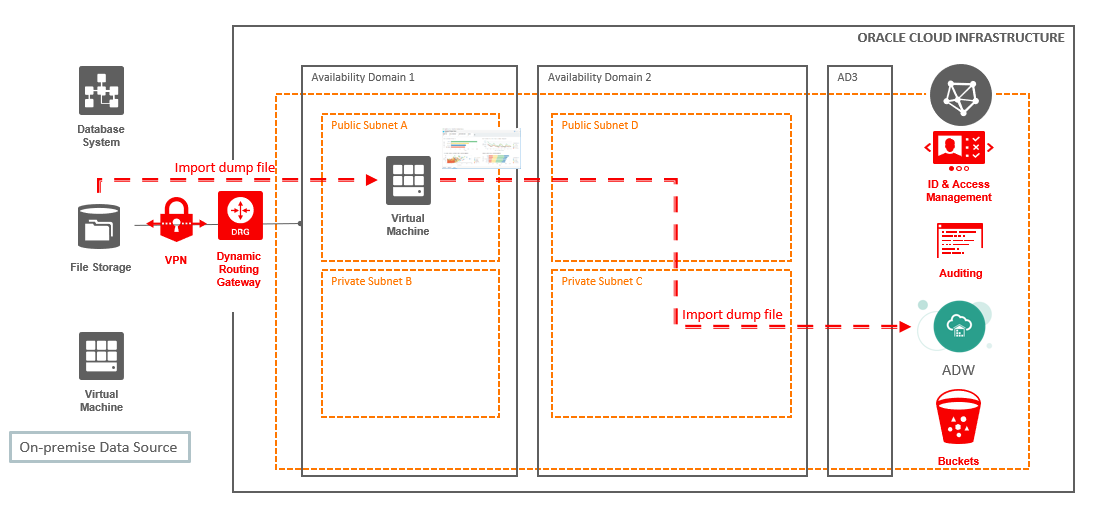 ORACLE CLOUD INFRASTRUCTURE
Availability Domain 1
Availability Domain 2
AD3
Database
System
Public Subnet A
Public Subnet D
Import dump file
ID & Access
Management
Virtual
Machine
DRG
File Storage
VPN
Dynamic
Routing
Gateway
Auditing
Private Subnet B
Private Subnet C
Import dump file
ADW
Virtual
Machine
On-premise Data Source
Buckets